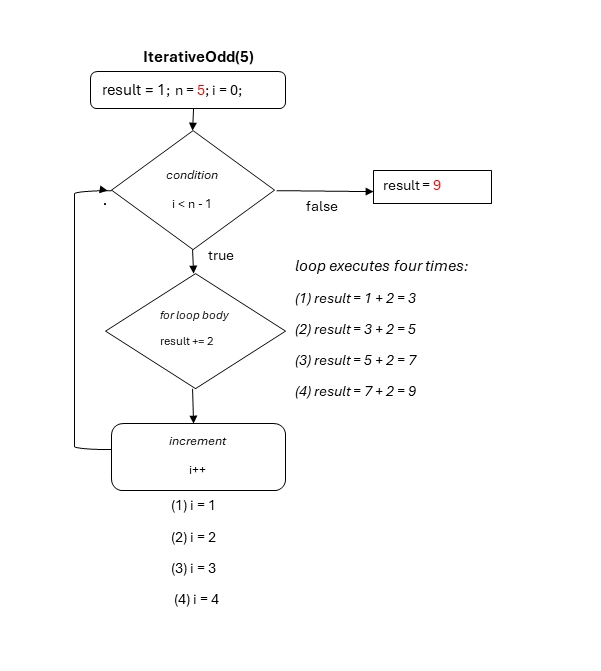 IterativeOdd(5)
result = 1; n = 5; i = 0;
condition
i < n - 1
result = 9
false
true
loop executes four times:
(1) result = 1 + 2 = 3
(2) result = 3 + 2 = 5
(3) result = 5 + 2 = 7
(4) result = 7 + 2 = 9
for loop body
result += 2
increment
i++
(1) i = 1
(2) i = 2
(3) i = 3
(4) i = 4